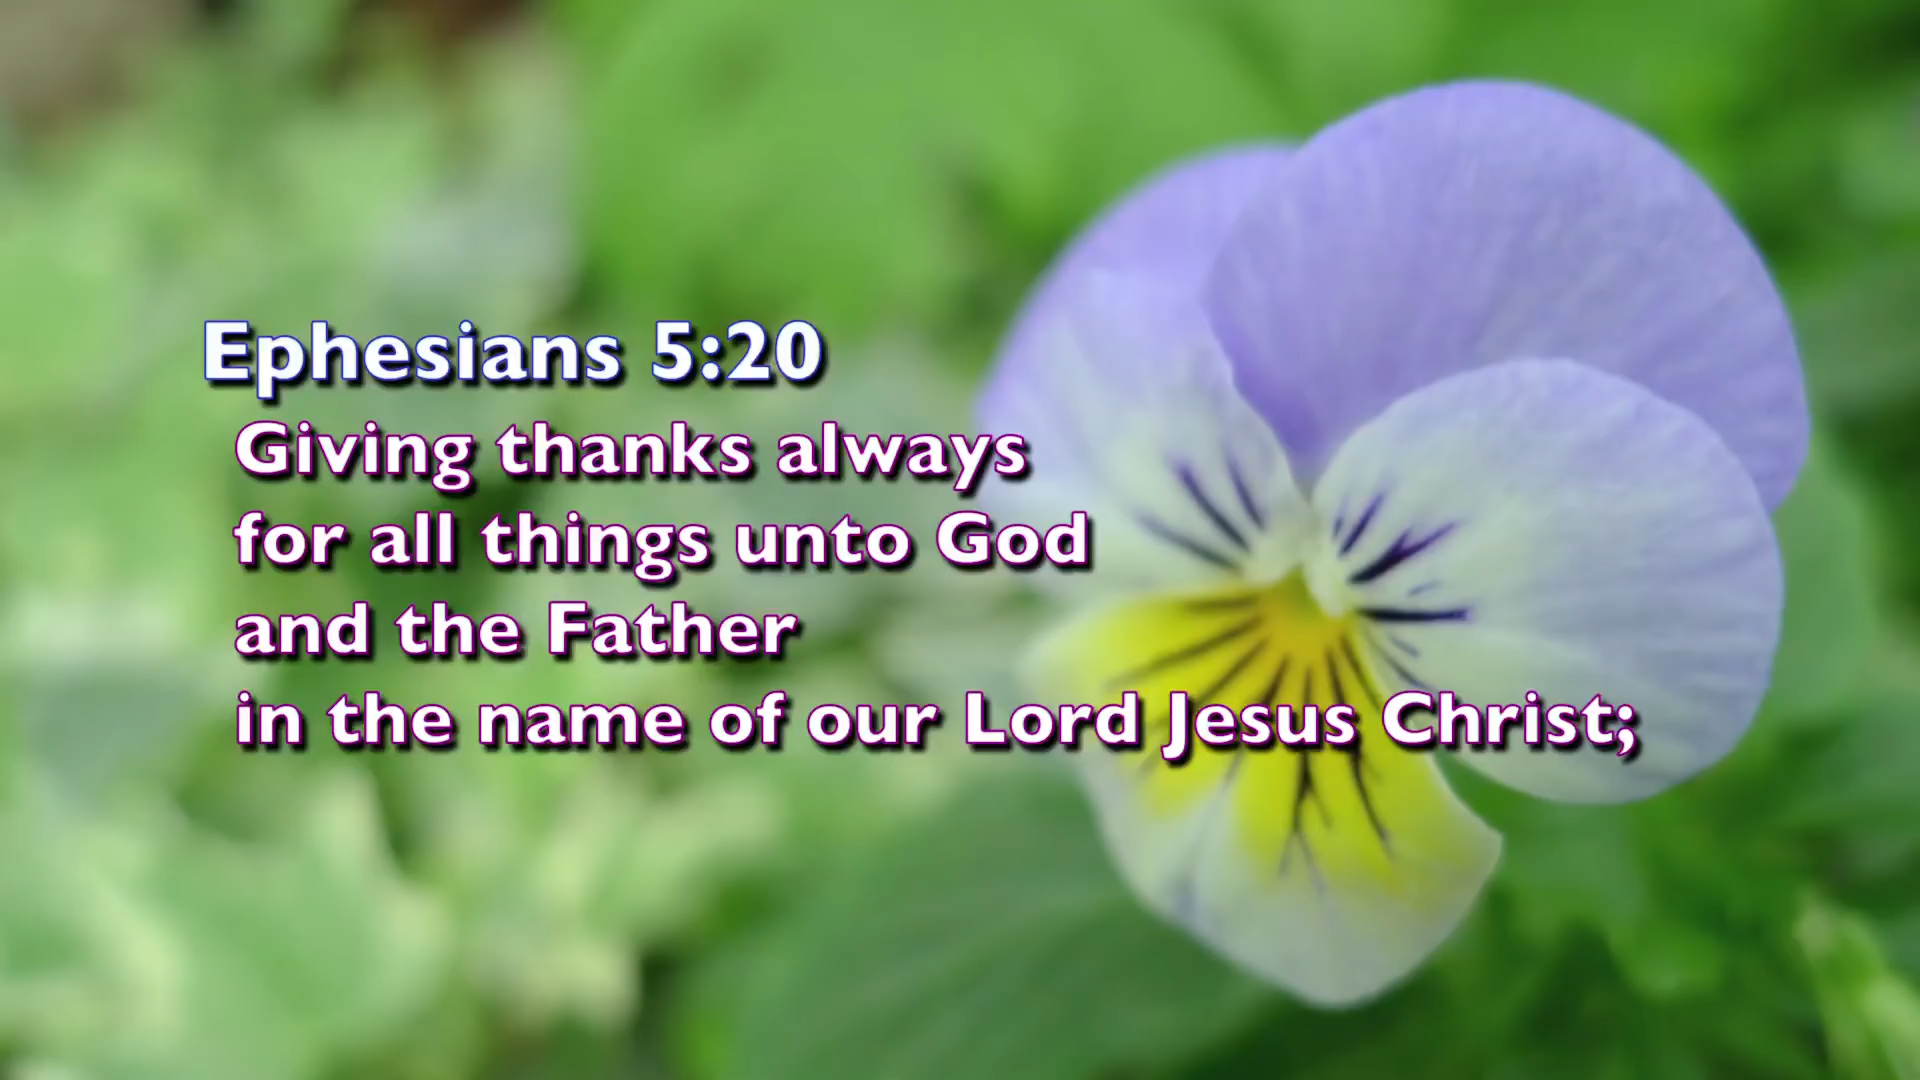 Ephesians 5:20
Giving thanks always
for all things unto God
and the Father
in the name of our Lord Jesus Christ;